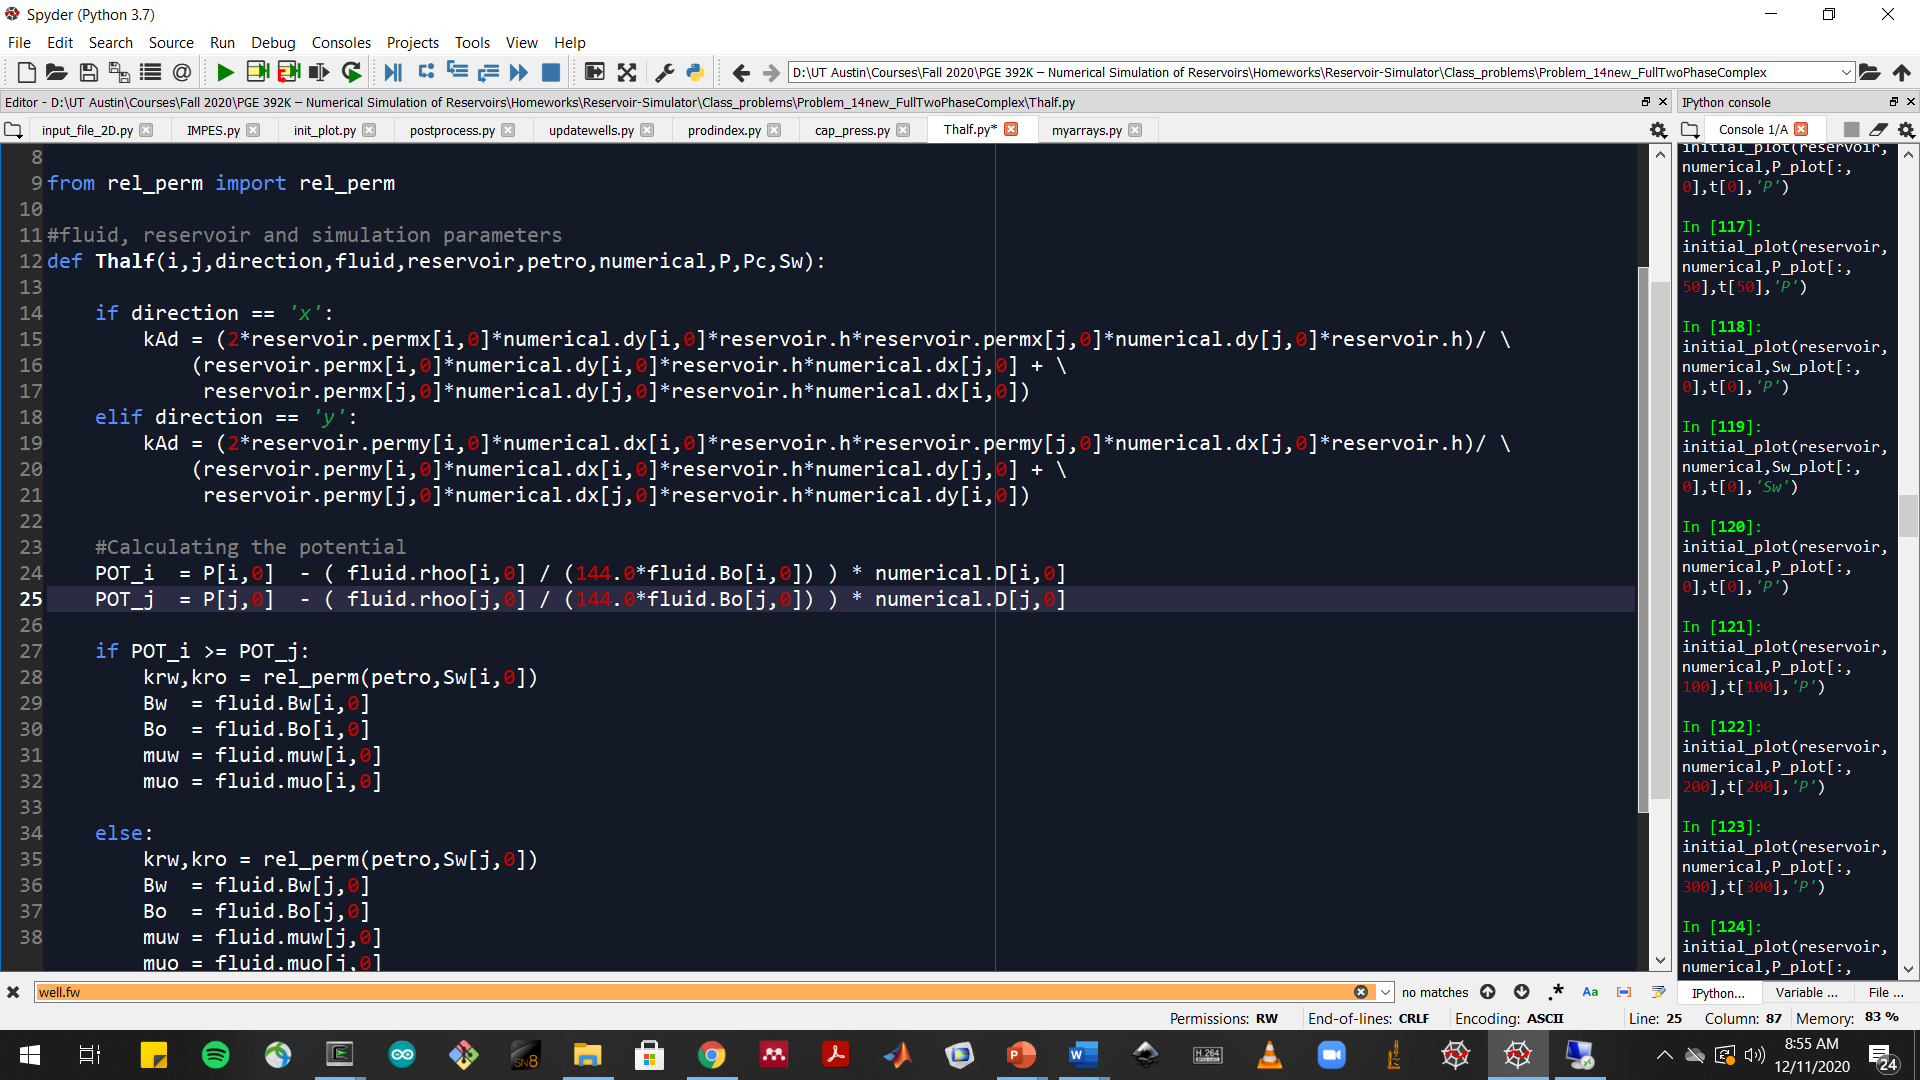 Spyder (Python 3.7)
File Edit Search Source Run Debug Consoles Projects Tools View Help
D:\UT Austin\Courses\Fall 2020\PGE 392K – Numerical Simulation of Reservoirs\Homeworks\Reservoir-Simulator\Class_problems\Problem_14new_FullTwoPhaseComplex
Editor - D:\UT Austin\Courses\Fall 2020\PGE 392K – Numerical Simulation of Reservoirs\Homeworks\Reservoir-Simulator\Class_problems\Problem_14new_FullTwoPhaseComplex\Thalf.py
input_file_2D.py IMPES.py init_plot.py postprocess.py updatewells.py prodindex.py cap_press.py Thalf.py* myarrays.py
8
9 from rel_perm import rel_perm
10
11 #fluid, reservoir and simulation parameters
12 def Thalf(i,j,direction,fluid,reservoir,petro,numerical,P,Pc,Sw):
13
14     if direction == 'x':
15         kAd = (2*reservoir.permx[i,0]*numerical.dy[i,0]*reservoir.h*reservoir.permx[j,0]*numerical.dy[j,0]*reservoir.h)/ \
16             (reservoir.permx[i,0]*numerical.dy[i,0]*reservoir.h*numerical.dx[j,0] + \
17              reservoir.permx[j,0]*numerical.dy[j,0]*reservoir.h*numerical.dx[i,0])
18     elif direction == 'y':
19         kAd = (2*reservoir.permy[i,0]*numerical.dx[i,0]*reservoir.h*reservoir.permy[j,0]*numerical.dx[j,0]*reservoir.h)/ \
20             (reservoir.permy[i,0]*numerical.dx[i,0]*reservoir.h*numerical.dy[j,0] + \
21              reservoir.permy[j,0]*numerical.dx[j,0]*reservoir.h*numerical.dy[i,0])
22
23     #Calculating the potential
24     POT_i  = P[i,0]  - ( fluid.rhoo[i,0] / (144.0*fluid.Bo[i,0]) ) * numerical.D[i,0]
25     POT_j  = P[j,0]  - ( fluid.rhoo[j,0] / (144.0*fluid.Bo[j,0]) ) * numerical.D[j,0]
26
27     if POT_i >= POT_j:
28         krw,kro = rel_perm(petro,Sw[i,0])
29         Bw  = fluid.Bw[i,0]
30         Bo  = fluid.Bo[i,0]
31         muw = fluid.muw[i,0]
32         muo = fluid.muo[i,0]
33
34     else:
35         krw,kro = rel_perm(petro,Sw[j,0])
36         Bw  = fluid.Bw[j,0]
37         Bo  = fluid.Bo[j,0]
38         muw = fluid.muw[j,0]
muo = fluid.muo[j,0]
IPython console
Console 1/A
initial_plot(reservoir,
numerical,P_plot[:,
0],t[0],'P')
In [117]:
initial_plot(reservoir,
numerical,P_plot[:,
50],t[50],'P')
In [118]:
initial_plot(reservoir,
numerical,Sw_plot[:,
0],t[0],'P')
In [119]:
initial_plot(reservoir,
numerical,Sw_plot[:,
0],t[0],'Sw')
In [120]:
initial_plot(reservoir,
numerical,P_plot[:,
0],t[0],'P')
In [121]:
initial_plot(reservoir,
numerical,P_plot[:,
100],t[100],'P')
In [122]:
initial_plot(reservoir,
numerical,P_plot[:,
200],t[200],'P')
In [123]:
initial_plot(reservoir,
numerical,P_plot[:,
300],t[300],'P')
In [124]:
initial_plot(reservoir,
numerical,P_plot[:,
well.fw no matches .* Aa
IPython... Variable ... File ...
Permissions: RW End-of-lines: CRLF Encoding: ASCII Line: 25 Column: 87 Memory: 83 %
SN8 H.264 8:55 AM
12/11/2020 24